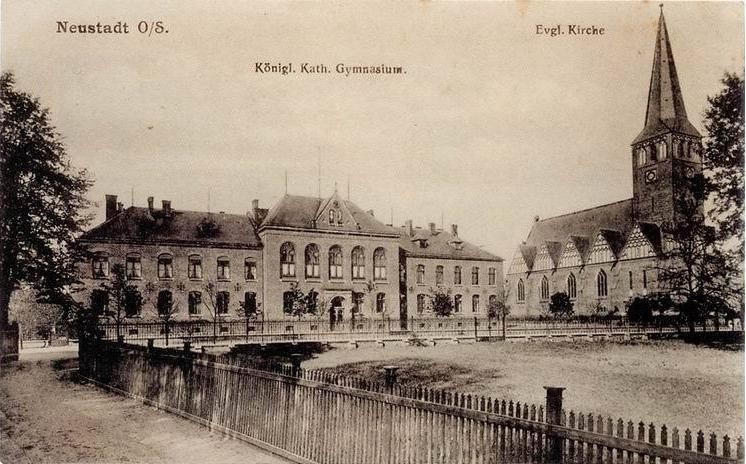 Neustadt O/S.
Evgl. Kirche
Königl. Kath. Gymnasium.